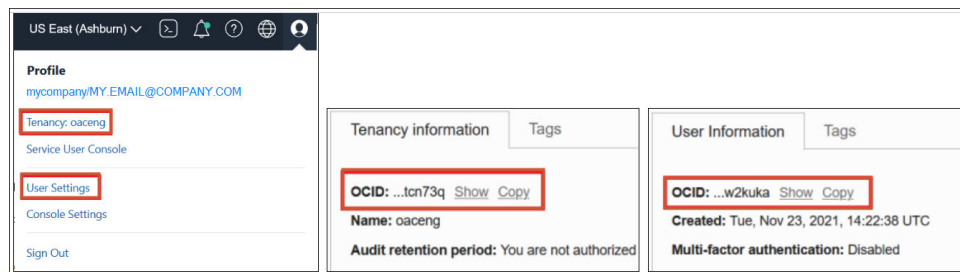 US East (Ashburn)
Profile
mycompany/MY.EMAIL@COMPANY.COM
Tenancy: oaceng
Service User Console
User Settings
Console Settings
Sign Out
Tenancy information Tags
OCID: ...tcn73q Show Copy
Name: oaceng
Audit retention period: You are not authorized
User Information Tags
OCID: ...w2kuka Show Copy
Created: Tue, Nov 23, 2021, 14:22:38 UTC
Multi-factor authentication: Disabled